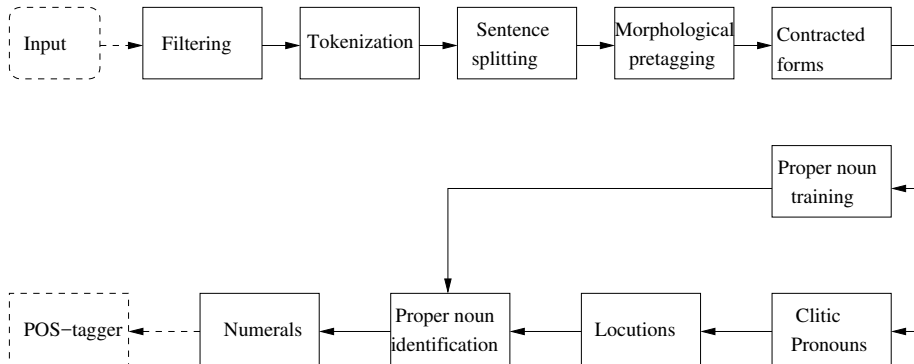 Input
Filtering
Tokenization
Sentence
splitting
Morphological
pretagging
Contracted
forms
Proper noun
training
POS−tagger
Numerals
Proper noun
identification
Locutions
Clitic
Pronouns